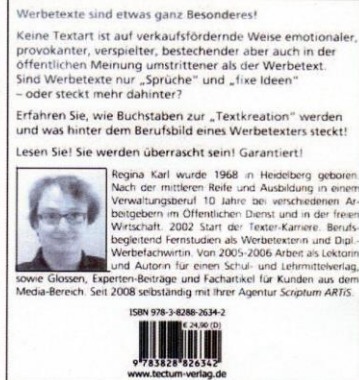 Werbetexte sind etwas ganz Besonderes!
Keine Textart ist auf verkaufsfördernde Weise emotionaler,
provokanter, verspielter, bestechender aber auch in der
öffentlichen Meinung umstrittener als der Werbetext.
Sind Werbetexte nur „Sprüche" und „fixe Ideen"
– oder steckt mehr dahinter?
Erfahren Sie, wie Buchstaben zur „Textkreation" werden
und was hinter dem Berufsbild eines Werbetexters steckt!
Lesen Sie! Sie werden überrascht sein! Garantiert!
Regina Karl wurde 1968 in Heidelberg geboren.
Nach der mittleren Reife und Ausbildung in einem
Verwaltungsberuf 10 Jahre bei verschiedenen Ar-
beitgebern im Öffentlichen Dienst und in der freien
Wirtschaft. 2002 Start der Texter-Karriere. Berufs-
begleitend Fernstudien als Werbetexterin und Dipl.-
Werbefachwirtin. Von 2005-2006 Arbeit als Lektorin
und Autorin für einen Schul- und Lehrmittelverlag,
sowie Glossen, Experten-Beiträge und Fachartikel für Kunden aus dem
Media-Bereich. Seit 2008 selbständig mit ihrer Agentur Scriptum ARTiS.
ISBN 978-3-8288-2634-2
€ 24,90 (D)
9 783828 826342
www.tectum-verlag.de